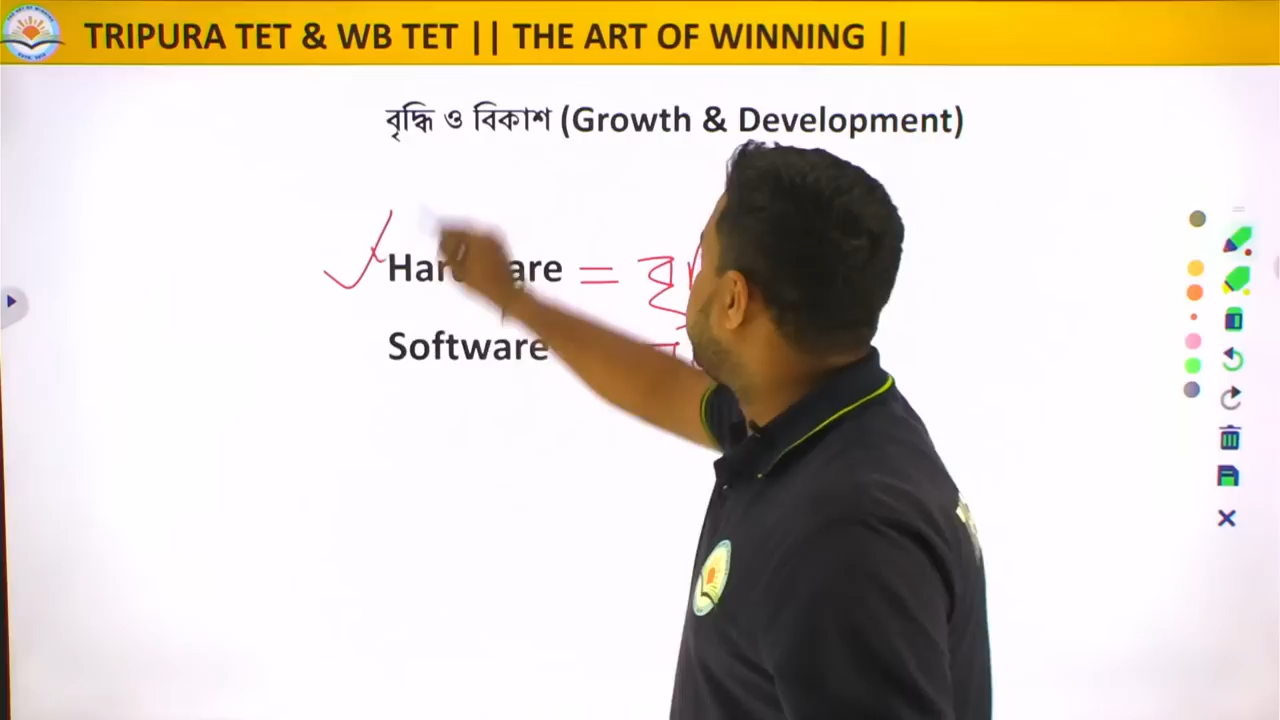 TRIPURA TET & WB TET || THE ART OF WINNING ||
বৃদ্ধি ও বিকাশ (Growth & Development)
=
Software